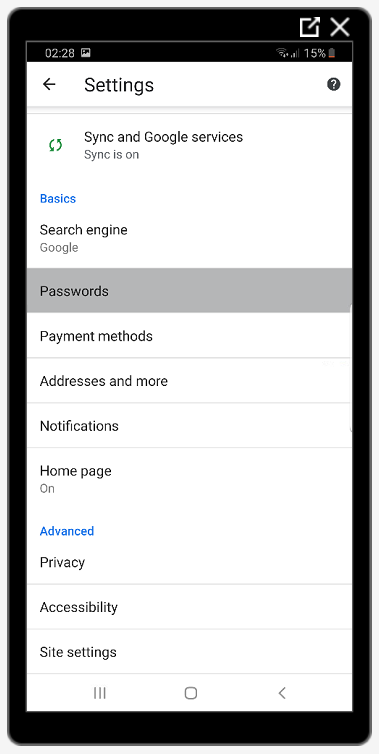 02:28 15%
Settings
Sync and Google services
Sync is on
Basics
Search engine
Google
Passwords
Payment methods
Addresses and more
Notifications
Home page
On
Advanced
Privacy
Accessibility
Site settings